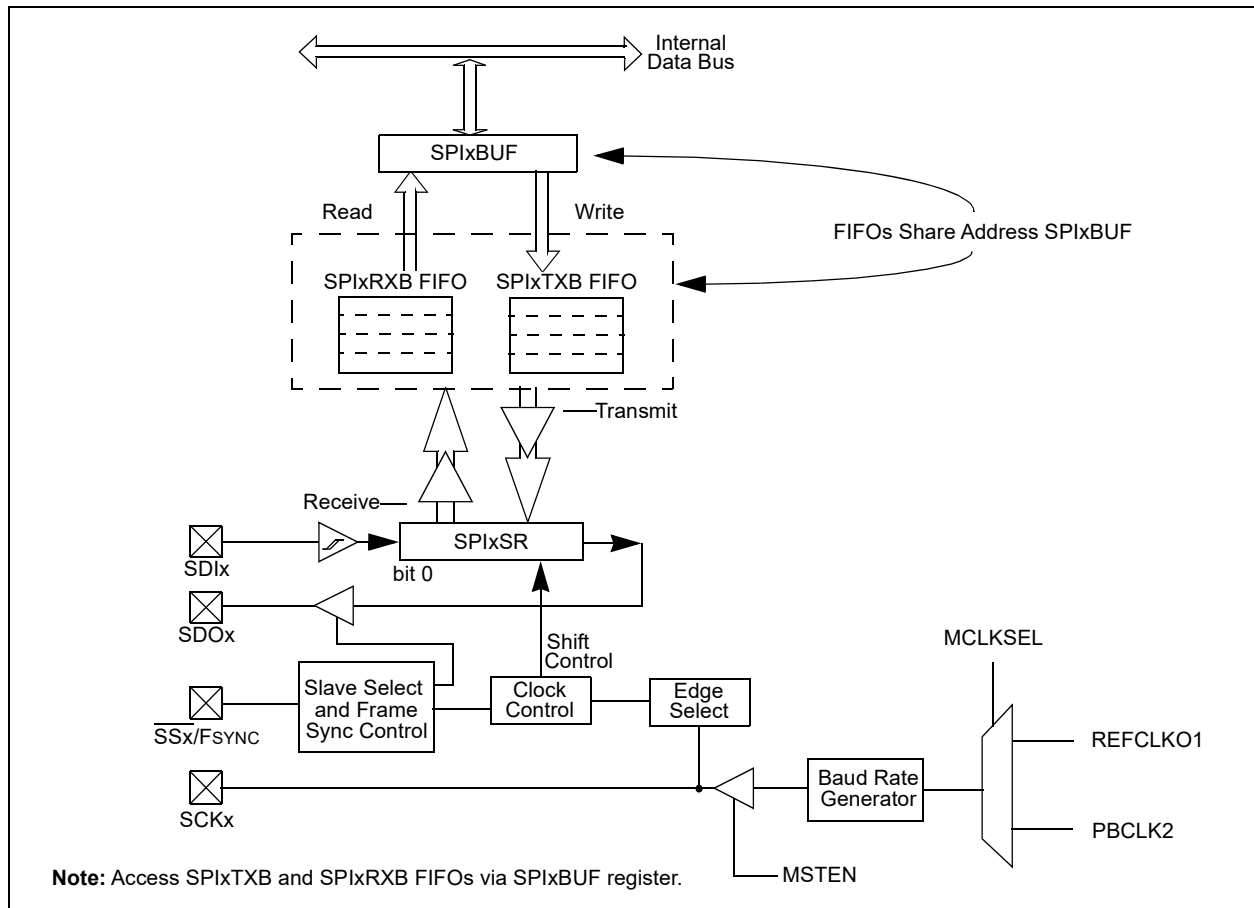 Internal
Data Bus
SPIxBUF
Read
Write
FIFOs Share Address SPIxBUF
SPIxRXB FIFO
SPIxTXB FIFO
Transmit
Receive
SPIxSR
SDIx
bit 0
SDOx
Shift
Control
MCLKSEL
Slave Select
and Frame
Sync Control
Clock
Control
Edge
Select
SSx/FSYNC
REFCLKO1
Baud Rate
Generator
SCKx
PBCLK2
MSTEN
Note: Access SPIxTXB and SPIxRXB FIFOs via SPIxBUF register.